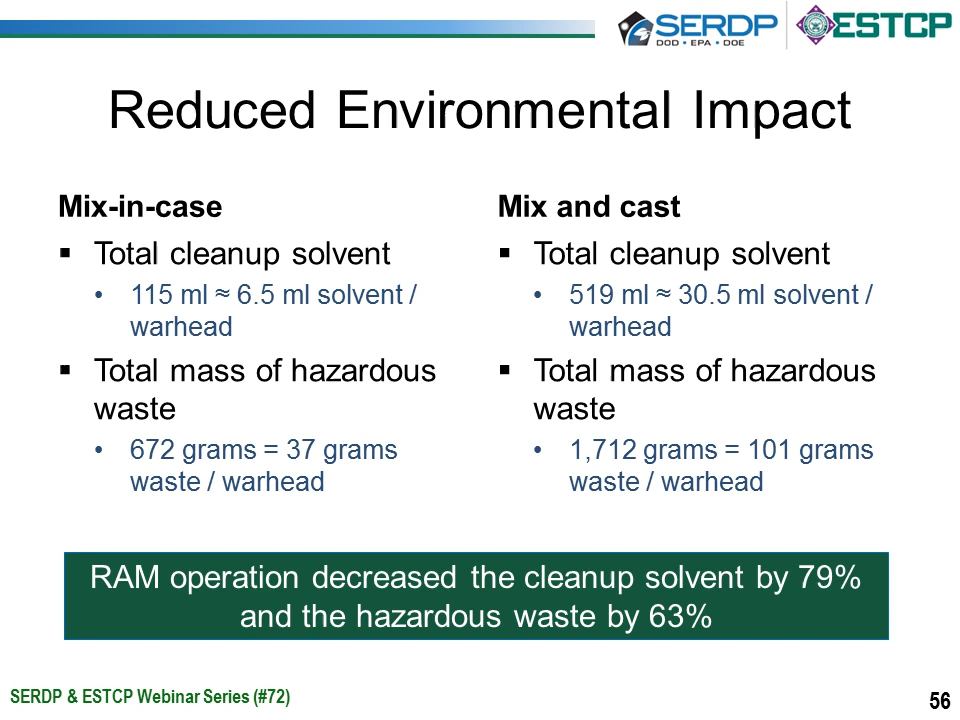 SERDP
DOD • EPA • DOE
ESTCP
Reduced Environmental Impact
Mix-in-case
▪ Total cleanup solvent
• 115 ml ≈ 6.5 ml solvent /
warhead
▪ Total mass of hazardous
waste
• 672 grams = 37 grams
waste / warhead
Mix and cast
▪ Total cleanup solvent
• 519 ml ≈ 30.5 ml solvent /
warhead
▪ Total mass of hazardous
waste
• 1,712 grams = 101 grams
waste / warhead
RAM operation decreased the cleanup solvent by 79%
and the hazardous waste by 63%
SERDP & ESTCP Webinar Series (#72)
56